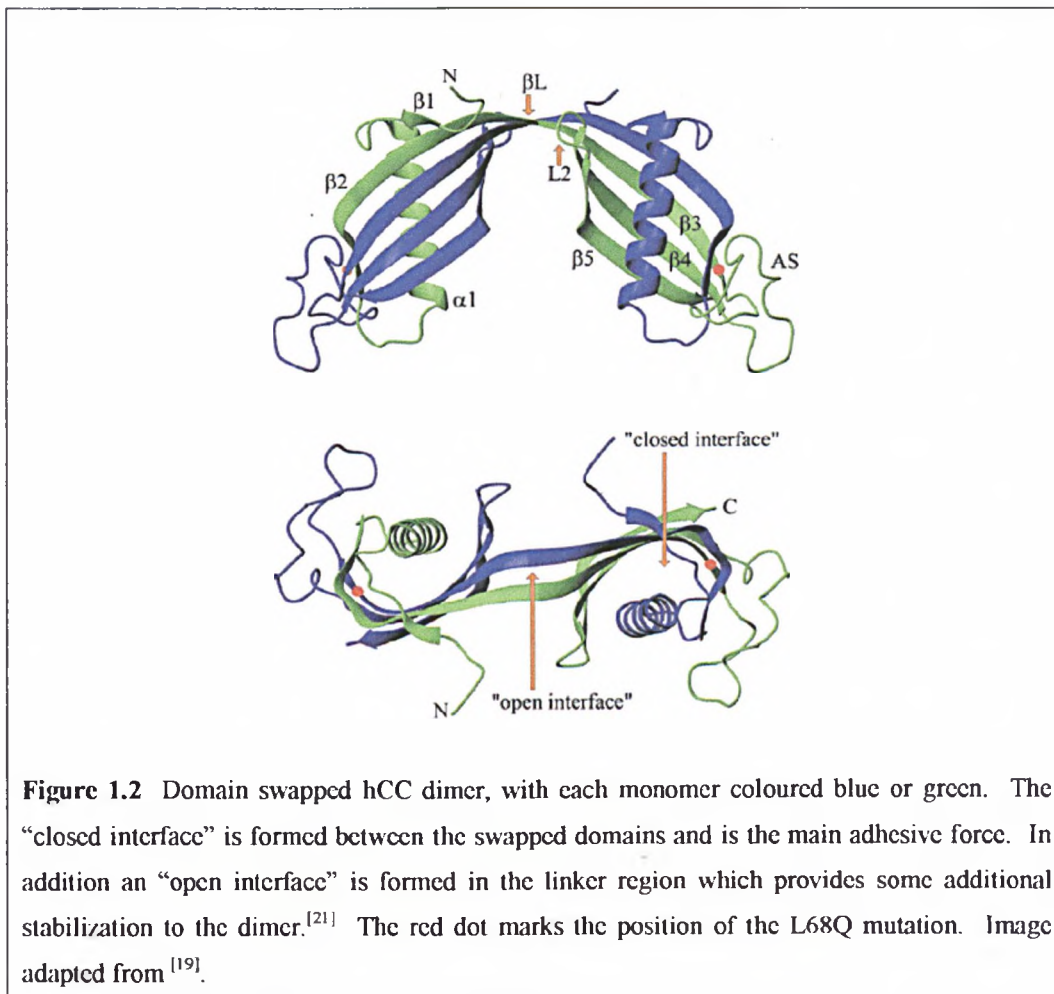 N
βL
β1
L2
β2
β3
β5
β4
AS
α1
"closed interface"
C
"open interface"
N
Figure 1.2 Domain swapped hCC dimer, with each monomer coloured blue or green. The
“closed interface” is formed between the swapped domains and is the main adhesive force. In
addition an “open interface” is formed in the linker region which provides some additional
stabilization to the dimer.[21] The red dot marks the position of the L68Q mutation. Image
adapted from [19].